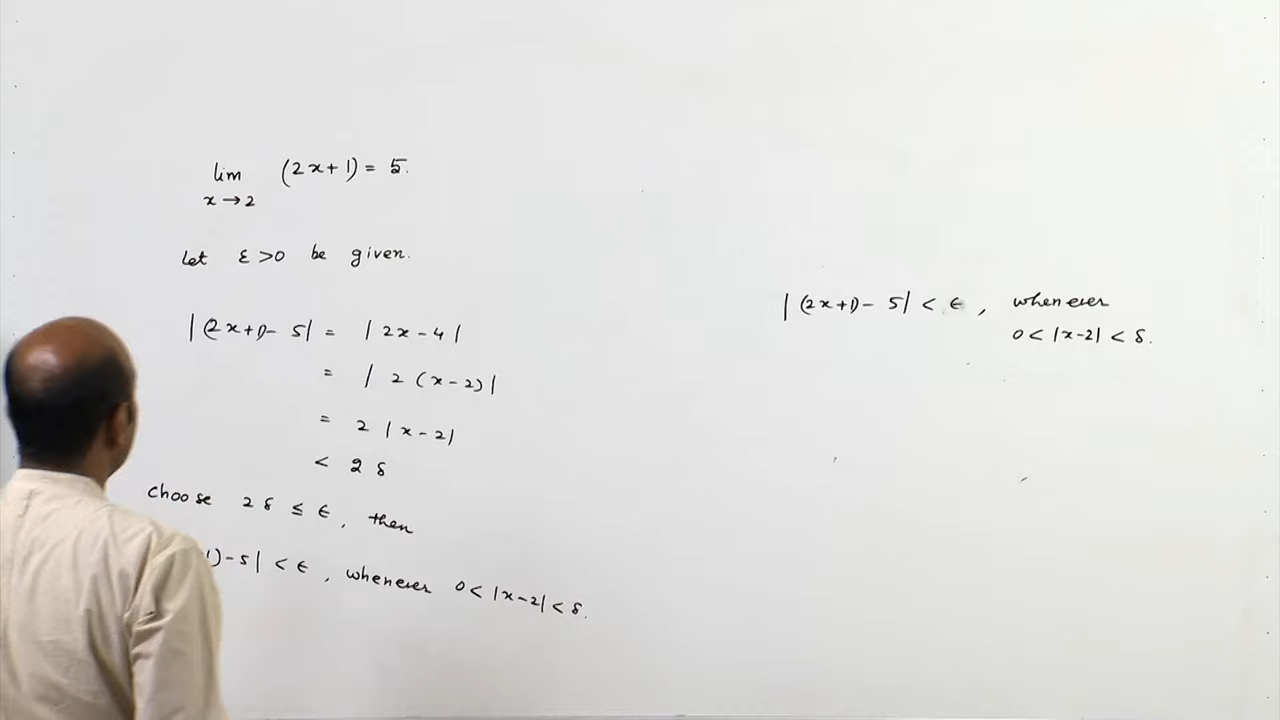 lim (2x+1) = 5.
x→2
Let ε>0 be given.
|(2x+1)- 5| = |2x-4|
= |2(x-2)|
= 2|x-2|
< 2δ
choose 2δ ≤ ϵ, then
1)-5| < ϵ, whenever 0<|x-2|<δ.
|(2x+1)- 5| < ϵ, whenever
0<|x-2| < δ.